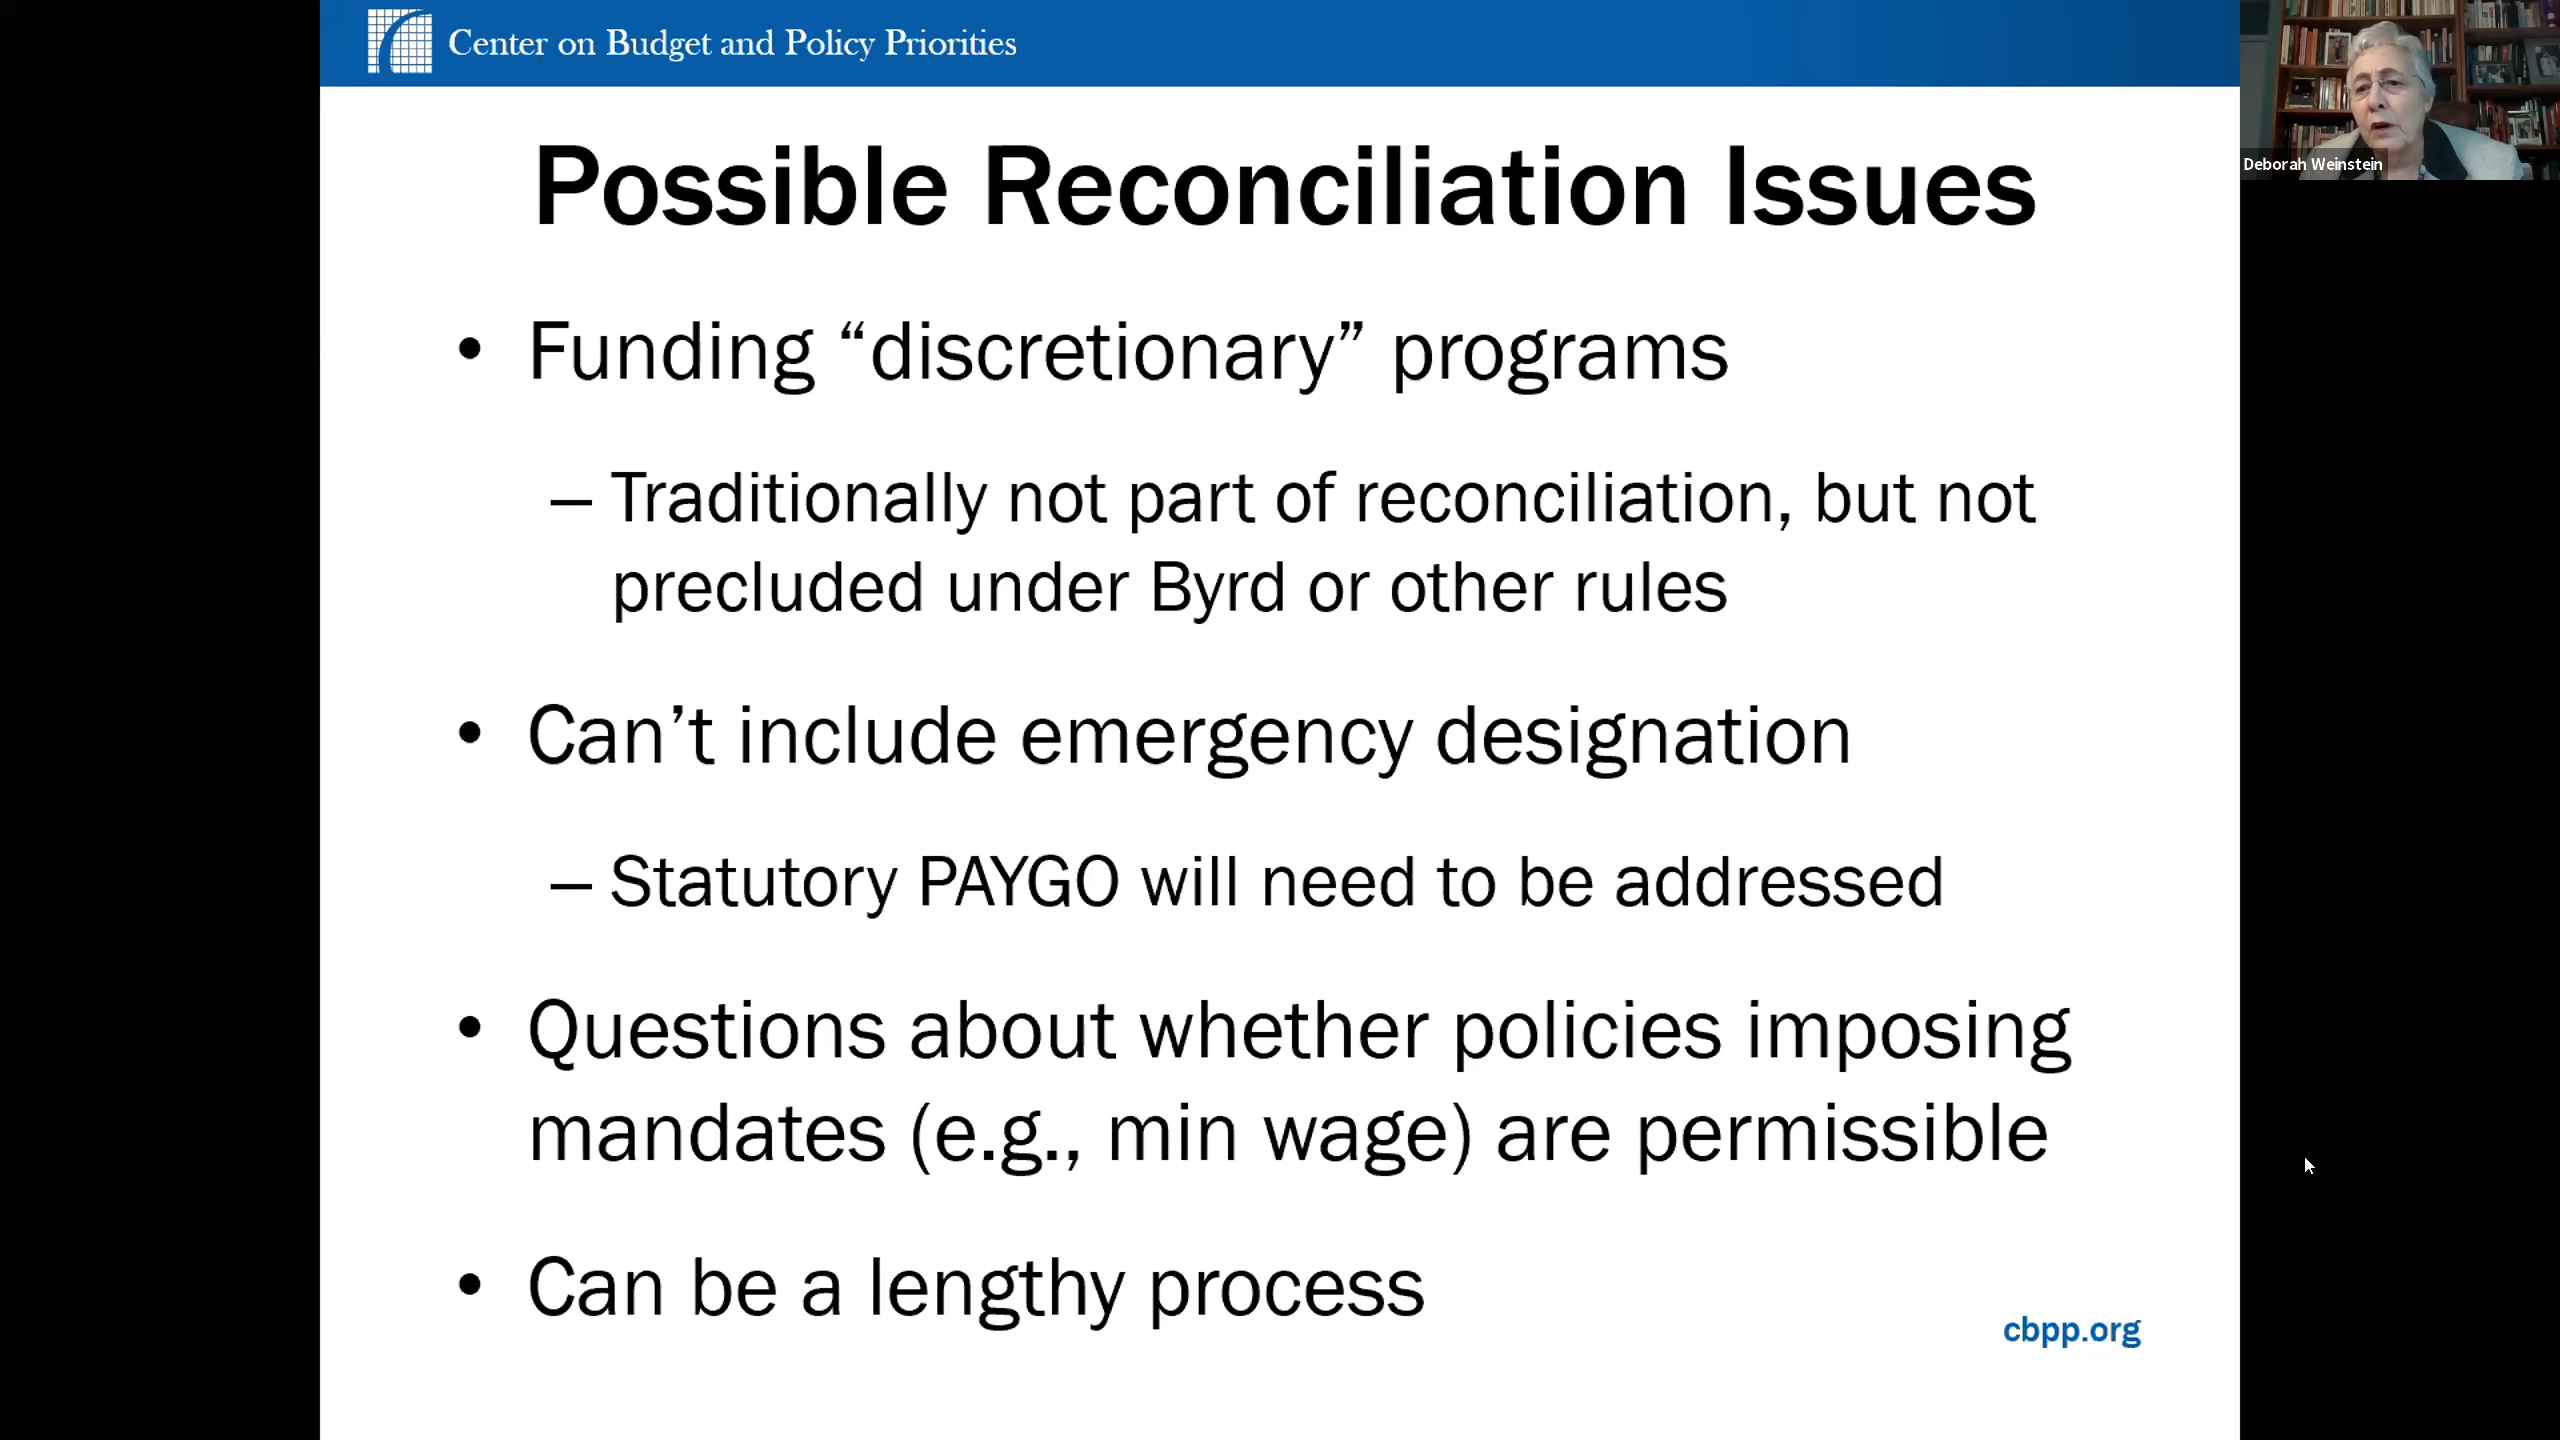 Center on Budget and Policy Priorities
Deborah Weinstein
Possible Reconciliation Issues
• Funding “discretionary” programs
– Traditionally not part of reconciliation, but not
precluded under Byrd or other rules
• Can’t include emergency designation
– Statutory PAYGO will need to be addressed
• Questions about whether policies imposing
mandates (e.g., min wage) are permissible
• Can be a lengthy process
cbpp.org